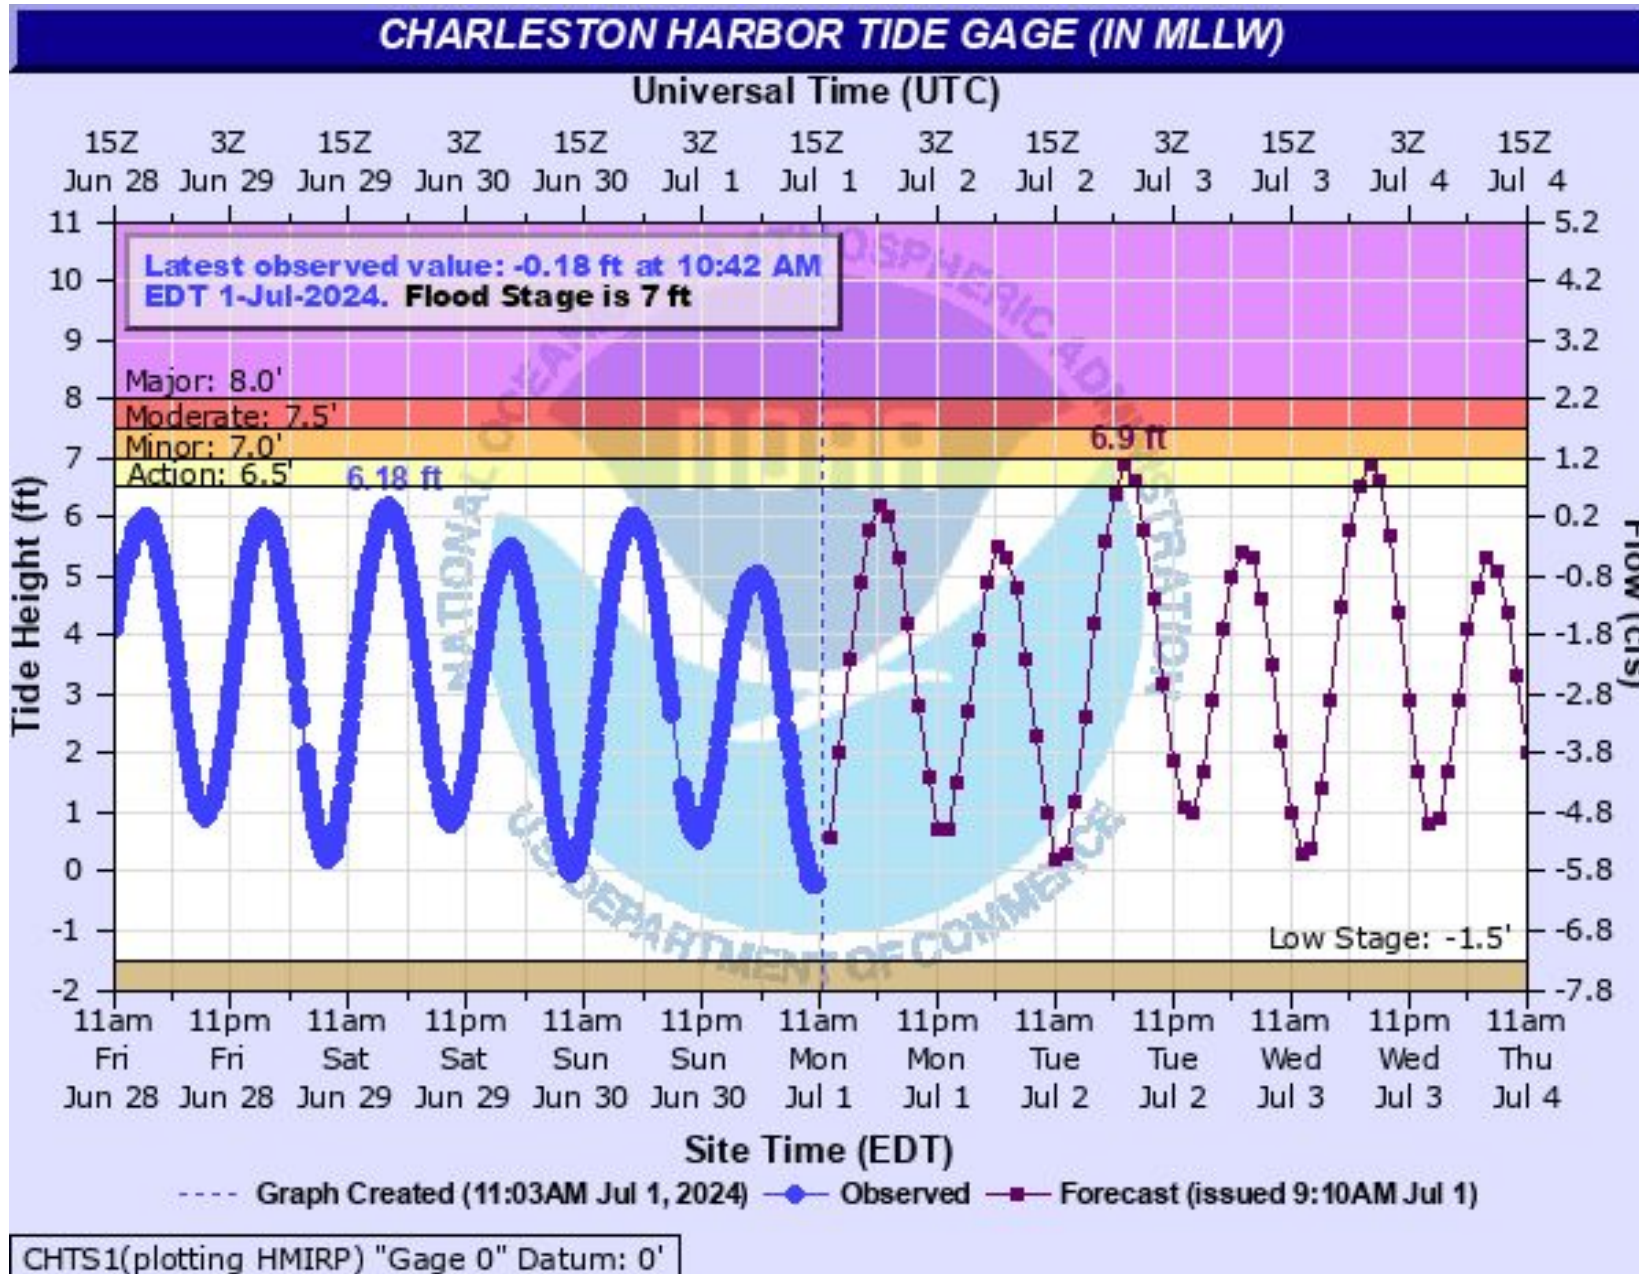 CHARLESTON HARBOR TIDE GAGE (IN MLLW)
Universal Time (UTC)
15Z 3Z 15Z 3Z 15Z 3Z 15Z 3Z 15Z 3Z 15Z 3Z 15Z
Jun 28 Jun 29 Jun 29 Jun 30 Jun 30 Jul 1 Jul 1 Jul 2 Jul 2 Jul 3 Jul 3 Jul 4 Jul 4
Latest observed value: -0.18 ft at 10:42 AM
EDT 1-Jul-2024. Flood Stage is 7 ft
11 5.2
10 4.2
9 3.2
Major: 8.0'
8 2.2
Moderate: 7.5'
6.9 ft
Minor: 7.0'
7 1.2
Action: 6.5'
6.18 ft
6 0.2
5 -0.8
4 -1.8
3 -2.8
2 -3.8
1 -4.8
0 -5.8
-1 -6.8
Low Stage: -1.5'
-2 -7.8
Tide Height (ft)
Flow (cfs)
NATIONAL OCEANIC ATMOSPHERIC ADMINISTRATION
NOAA
U.S. DEPARTMENT OF COMMERCE
11am 11pm 11am 11pm 11am 11pm 11am 11pm 11am 11pm 11am 11pm 11am
Fri Fri Sat Sat Sun Sun Mon Mon Tue Tue Wed Wed Thu
Jun 28 Jun 28 Jun 29 Jun 29 Jun 30 Jun 30 Jul 1 Jul 1 Jul 2 Jul 2 Jul 3 Jul 3 Jul 4
Site Time (EDT)
Graph Created (11:03AM Jul 1, 2024) Observed Forecast (issued 9:10AM Jul 1)
CHTS1(plotting HMIRP) "Gage 0" Datum: 0'